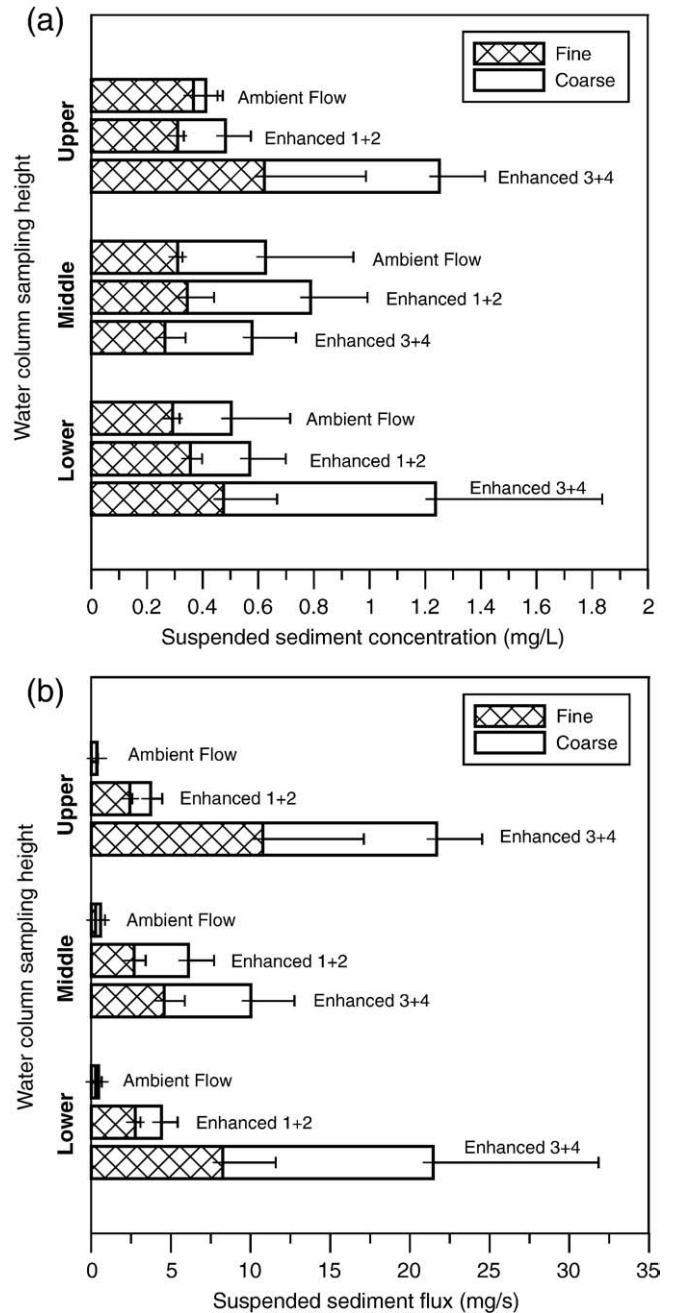 (a)
Fine
Coarse
Water column sampling height
Upper
Ambient Flow
Enhanced 1+2
Enhanced 3+4
Middle
Ambient Flow
Enhanced 1+2
Enhanced 3+4
Lower
Ambient Flow
Enhanced 1+2
Enhanced 3+4
0 0.2 0.4 0.6 0.8 1 1.2 1.4 1.6 1.8 2
Suspended sediment concentration (mg/L)
(b)
Fine
Coarse
Water column sampling height
Upper
Ambient Flow
Enhanced 1+2
Enhanced 3+4
Middle
Ambient Flow
Enhanced 1+2
Enhanced 3+4
Lower
Ambient Flow
Enhanced 1+2
Enhanced 3+4
0 5 10 15 20 25 30 35
Suspended sediment flux (mg/s)